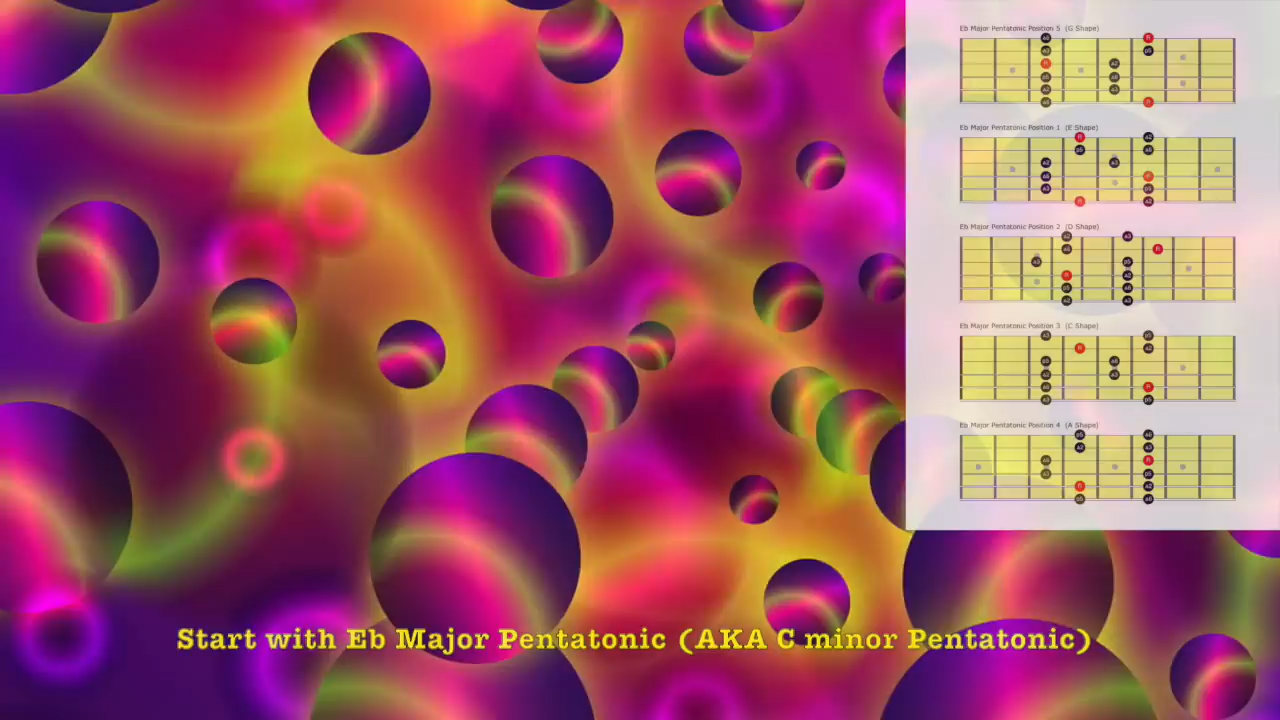 Eb Major Pentatonic Position 5 (G Shape)
Eb Major Pentatonic Position 1 (E Shape)
Eb Major Pentatonic Position 2 (D Shape)
Eb Major Pentatonic Position 3 (C Shape)
Eb Major Pentatonic Position 4 (A Shape)
Start with Eb Major Pentatonic (AKA C minor Pentatonic)